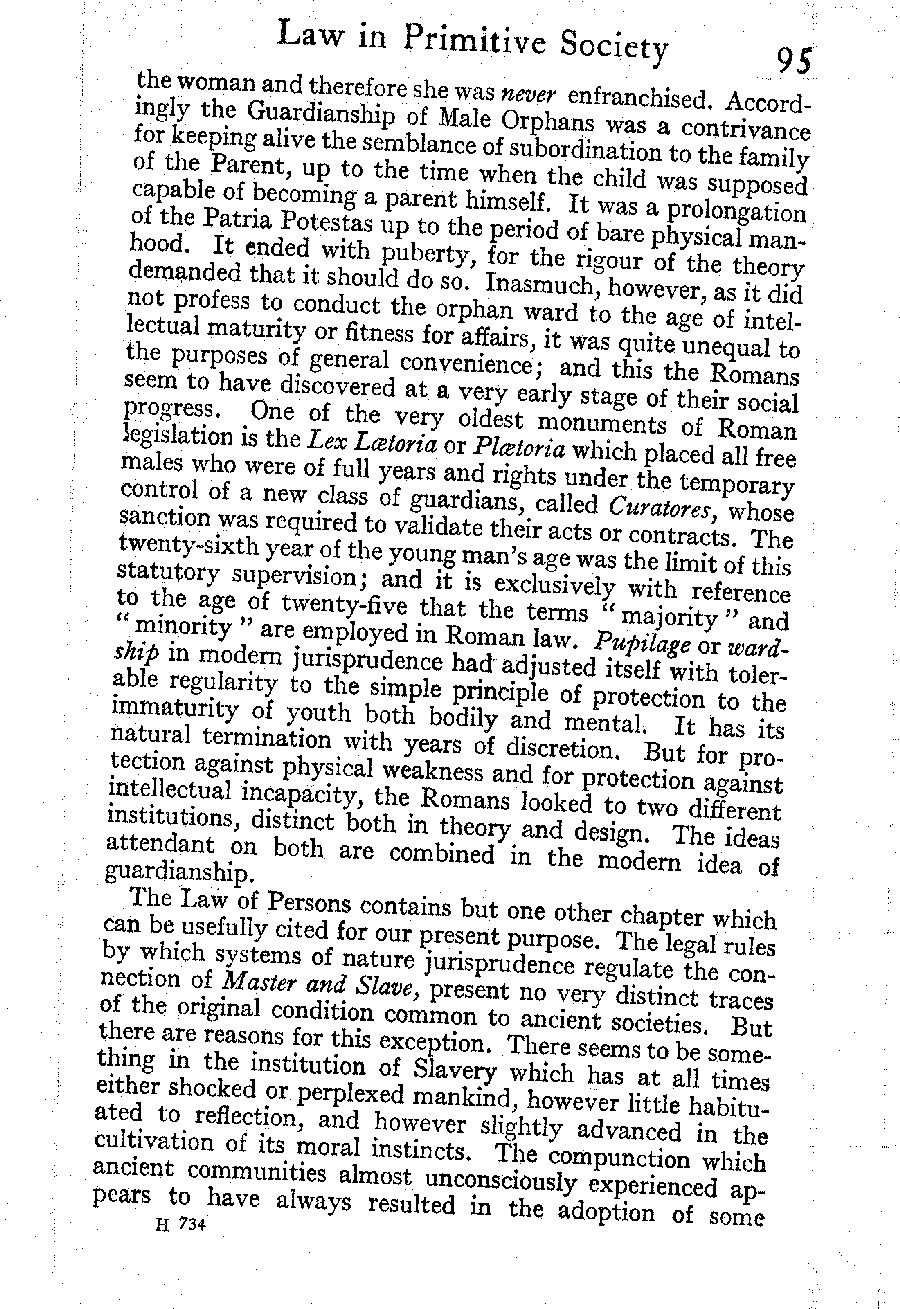 Law in Primitive Society 95
the woman and therefore she was never enfranchised. Accord-
ingly the Guardianship of Male Orphans was a contrivance
for keeping alive the semblance of subordination to the family
of the Parent, up to the time when the child was supposed
capable of becoming a parent himself. It was a prolongation
of the Patria Potestas up to the period of bare physical man-
hood. It ended with puberty, for the rigour of the theory
demanded that it should do so. Inasmuch, however, as it did
not profess to conduct the orphan ward to the age of intel-
lectual maturity or fitness for affairs, it was quite unequal to
the purposes of general convenience; and this the Romans
seem to have discovered at a very early stage of their social
progress. One of the very oldest monuments of Roman
legislation is the Lex Lætoria or Plætoria which placed all free
males who were of full years and rights under the temporary
control of a new class of guardians, called Curatores, whose
sanction was required to validate their acts or contracts. The
twenty-sixth year of the young man's age was the limit of this
statutory supervision; and it is exclusively with reference
to the age of twenty-five that the terms “ majority ” and
“ minority ” are employed in Roman law. Pupilage or ward-
ship in modern jurisprudence had adjusted itself with toler-
able regularity to the simple principle of protection to the
immaturity of youth both bodily and mental. It has its
natural termination with years of discretion. But for pro-
tection against physical weakness and for protection against
intellectual incapacity, the Romans looked to two different
institutions, distinct both in theory and design. The ideas
attendant on both are combined in the modern idea of
guardianship.
The Law of Persons contains but one other chapter which
can be usefully cited for our present purpose. The legal rules
by which systems of nature jurisprudence regulate the con-
nection of Master and Slave, present no very distinct traces
of the original condition common to ancient societies. But
there are reasons for this exception. There seems to be some-
thing in the institution of Slavery which has at all times
either shocked or perplexed mankind, however little habitu-
ated to reflection, and however slightly advanced in the
cultivation of its moral instincts. The compunction which
ancient communities almost unconsciously experienced ap-
pears to have always resulted in the adoption of some
H 734